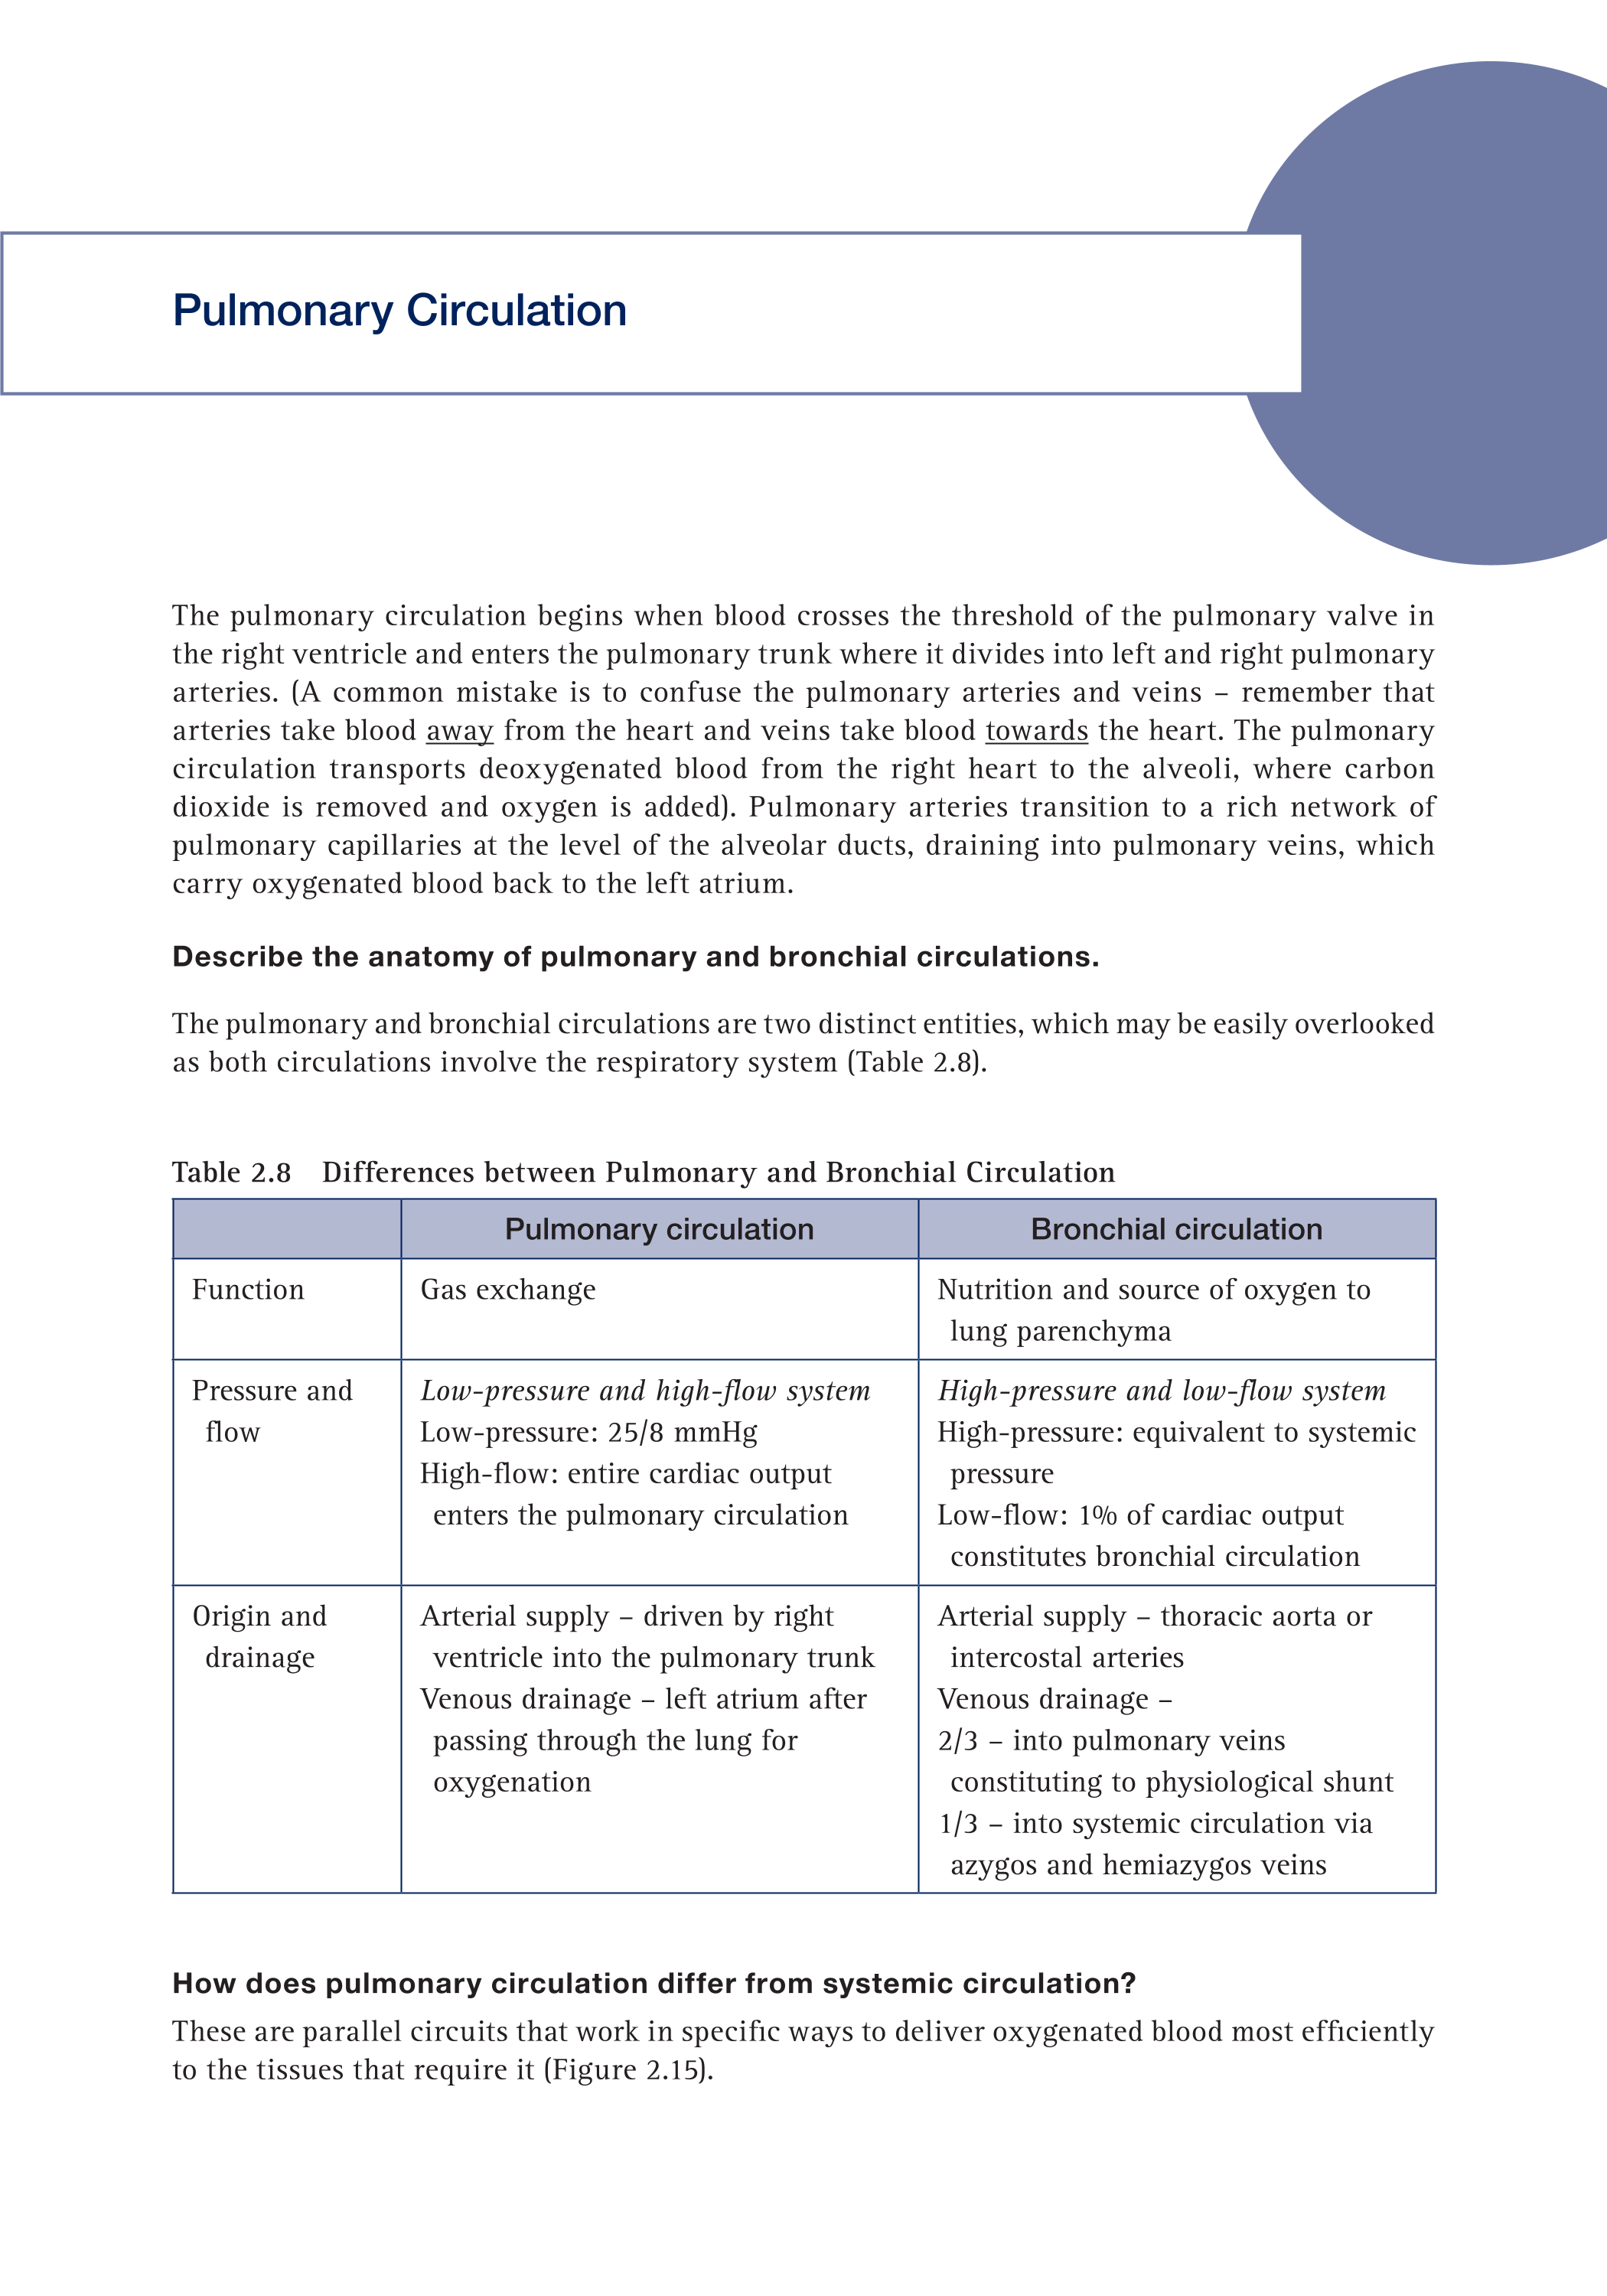 Pulmonary Circulation
The pulmonary circulation begins when blood crosses the threshold of the pulmonary valve in
the right ventricle and enters the pulmonary trunk where it divides into left and right pulmonary
arteries. (A common mistake is to confuse the pulmonary arteries and veins – remember that
arteries take blood away from the heart and veins take blood towards the heart. The pulmonary
circulation transports deoxygenated blood from the right heart to the alveoli, where carbon
dioxide is removed and oxygen is added). Pulmonary arteries transition to a rich network of
pulmonary capillaries at the level of the alveolar ducts, draining into pulmonary veins, which
carry oxygenated blood back to the left atrium.
Describe the anatomy of pulmonary and bronchial circulations.
The pulmonary and bronchial circulations are two distinct entities, which may be easily overlooked
as both circulations involve the respiratory system (Table 2.8).
Table 2.8 Differences between Pulmonary and Bronchial Circulation
Pulmonary circulation
Bronchial circulation
Function
Gas exchange
Nutrition and source of oxygen to
lung parenchyma
Pressure and
flow
Low-pressure and high-flow system
Low-pressure: 25/8 mmHg
High-flow: entire cardiac output
enters the pulmonary circulation
High-pressure and low-flow system
High-pressure: equivalent to systemic
pressure
Low-flow: 1% of cardiac output
constitutes bronchial circulation
Origin and
drainage
Arterial supply – driven by right
ventricle into the pulmonary trunk
Venous drainage – left atrium after
passing through the lung for
oxygenation
Arterial supply – thoracic aorta or
intercostal arteries
Venous drainage –
2/3 – into pulmonary veins
constituting to physiological shunt
1/3 – into systemic circulation via
azygos and hemiazygos veins
How does pulmonary circulation differ from systemic circulation?
These are parallel circuits that work in specific ways to deliver oxygenated blood most efficiently
to the tissues that require it (Figure 2.15).